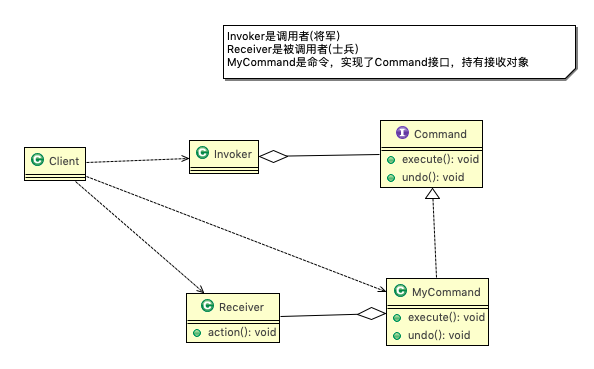 Invoker是调用者(将军)
Receiver是被调用者(士兵)
MyCommand是命令，实现了Command接口，持有接收对象
C Client
C Invoker
I Command
execute(): void
undo(): void
C Receiver
action(): void
C MyCommand
execute(): void
undo(): void